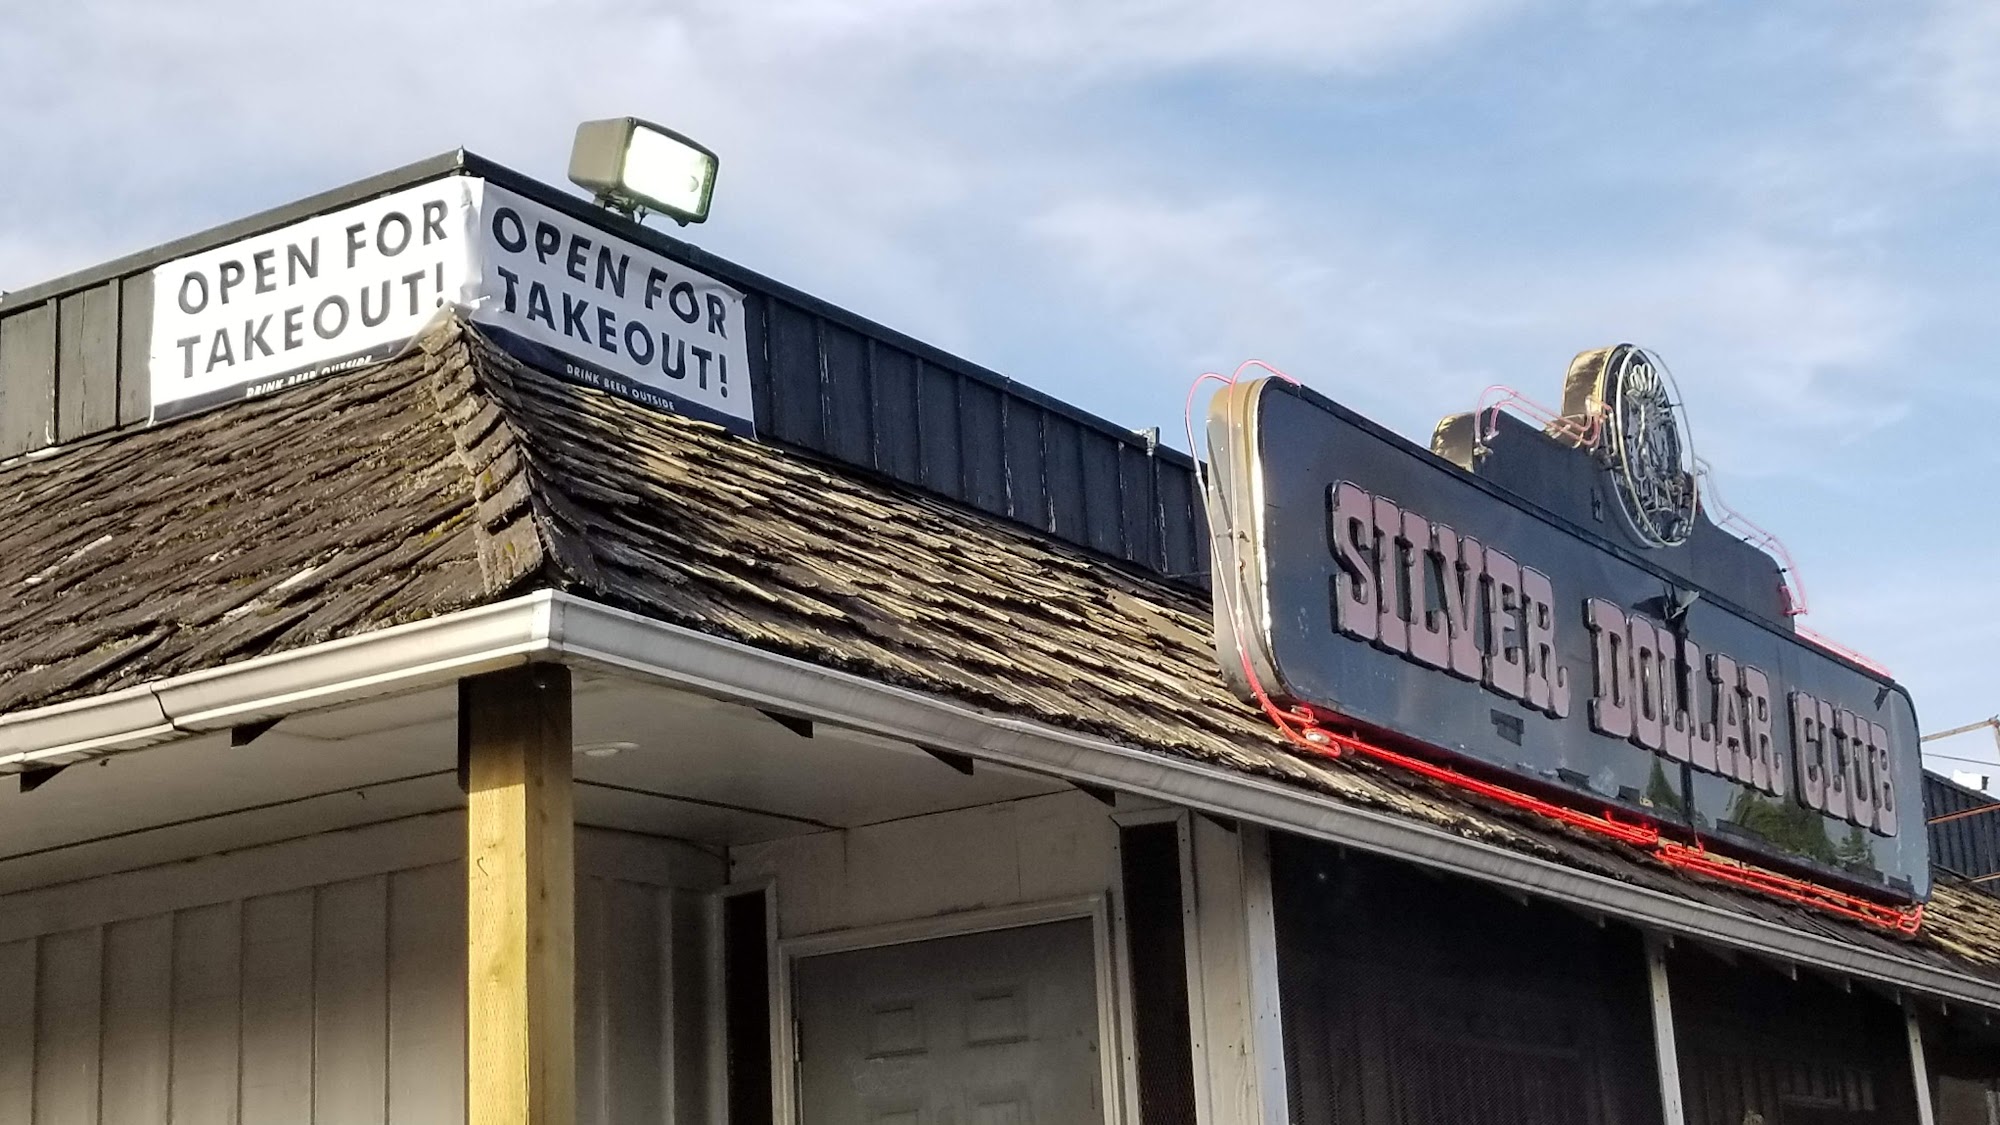 OPEN FOR
TAKEOUT!
DRINK BEER OUTSIDE
OPEN FOR
TAKEOUT!
DRINK BEER OUTSIDE
SILVER DOLLAR CLUB